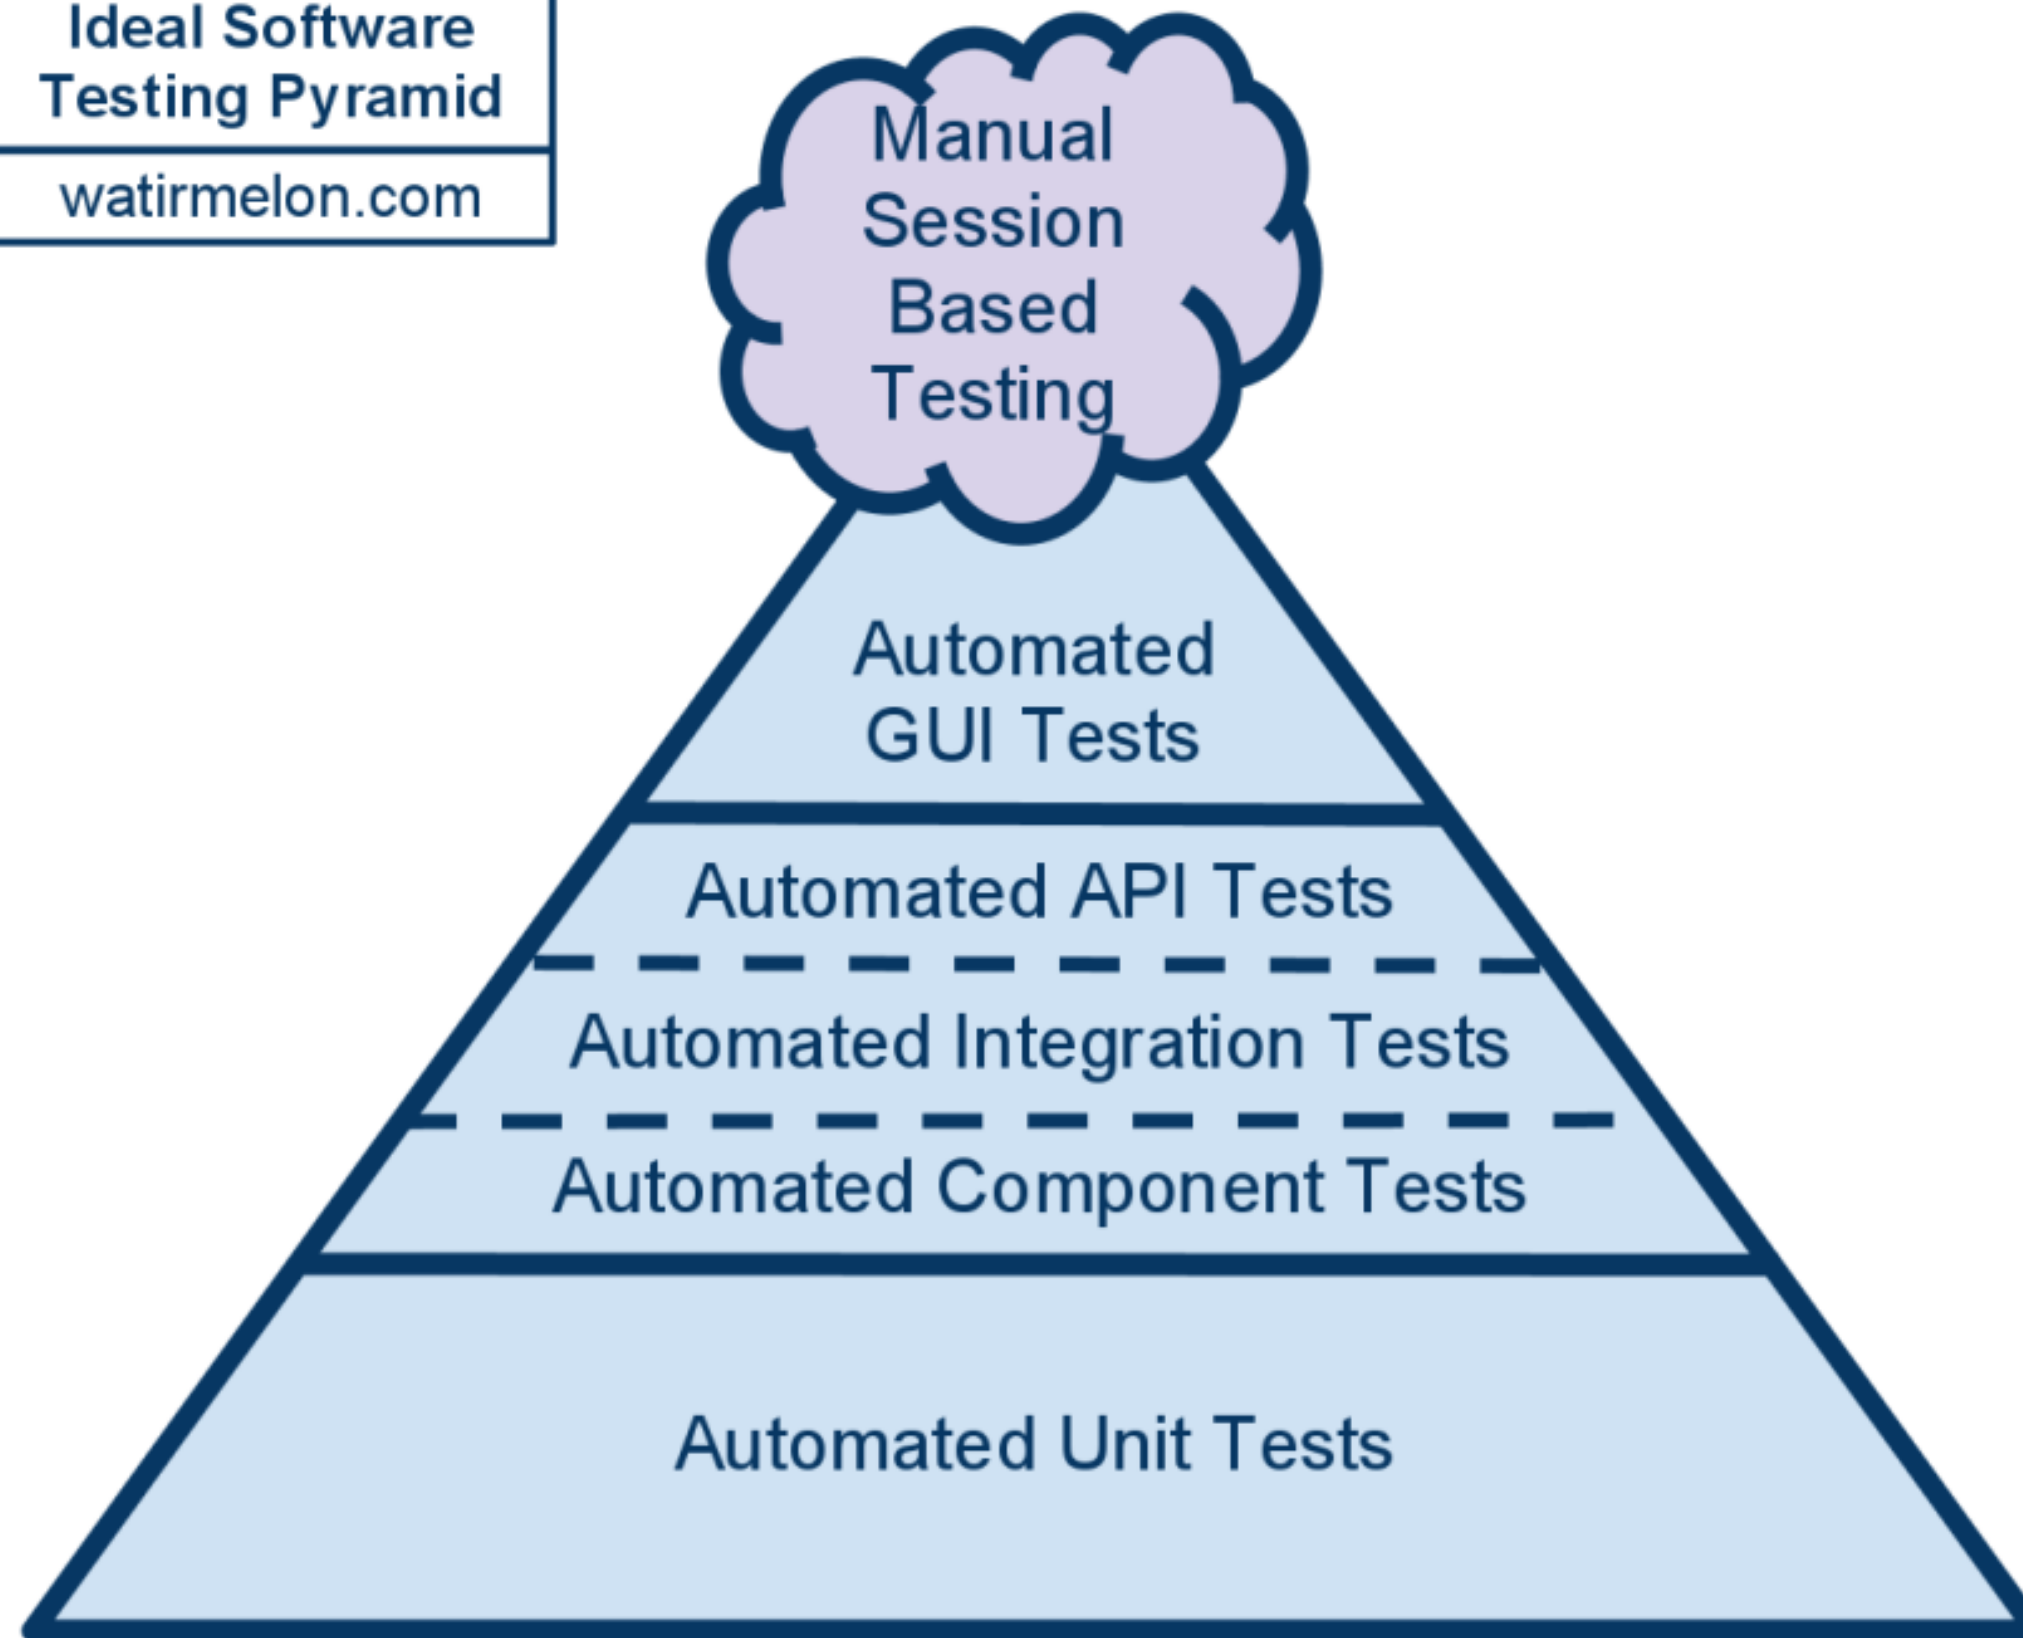 Ideal Software
Testing Pyramid
watirmelon.com
Manual
Session
Based
Testing
Automated
GUI Tests
Automated API Tests
Automated Integration Tests
Automated Component Tests
Automated Unit Tests